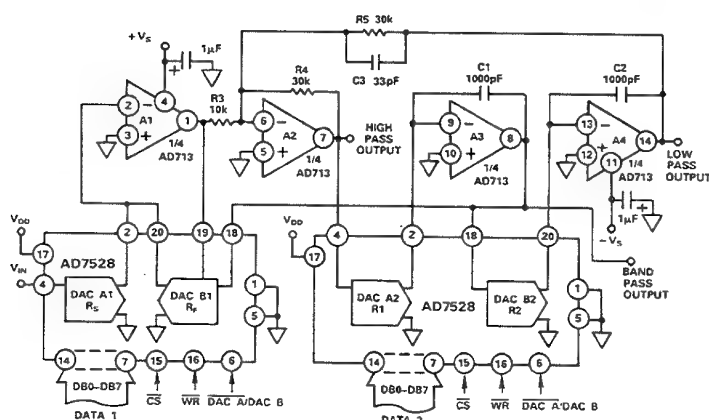 R5 30k
+VS
1µF
C3 33pF
R4
30k
C1
1000pF
C2
1000pF
2 − 4
A1
3 +
1
R3
10k
1/4
AD713
6 −
A2
5 +
7
1/4
AD713
HIGH PASS
OUTPUT
9 −
A3
10 +
8
1/4
AD713
13 −
A4
12 +
14
11
1/4
AD713
LOW PASS
OUTPUT
1µF
−VS
VDD
17
2
20
19
18
VIN
4
AD7528
DAC A1
RS
DAC B1
RF
1
5
14
7
15
16
6
DB0–DB7
CS
WR
DAC A/DAC B
DATA 1
VDD
17
4
2
18
20
BAND
PASS
OUTPUT
DAC A2
R1
AD7528
DAC B2
R2
1
5
14
7
15
16
6
DB0–DB7
CS
WR
DAC A/DAC B